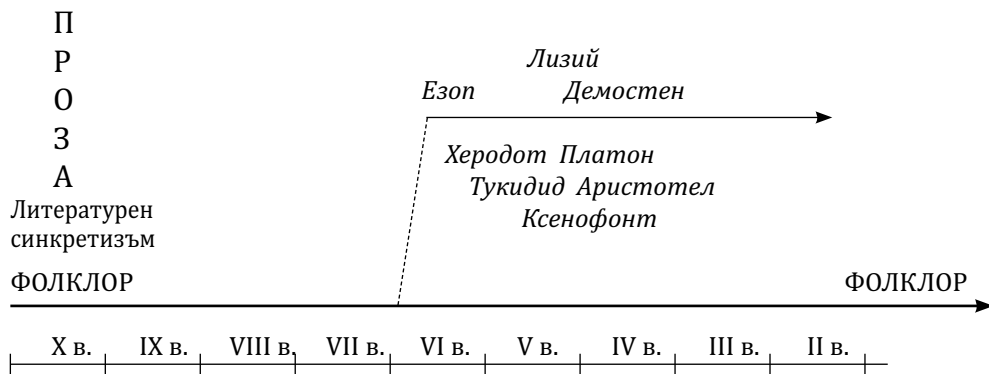 П
Р
О
З
А
Литературен
синкретизъм
Лизий
Езоп Демостен
Херодот Платон
Тукидид Аристотел
Ксенофонт
ФОЛКЛОР ФОЛКЛОР
X в. IX в. VIII в. VII в. VI в. V в. IV в. III в. II в.